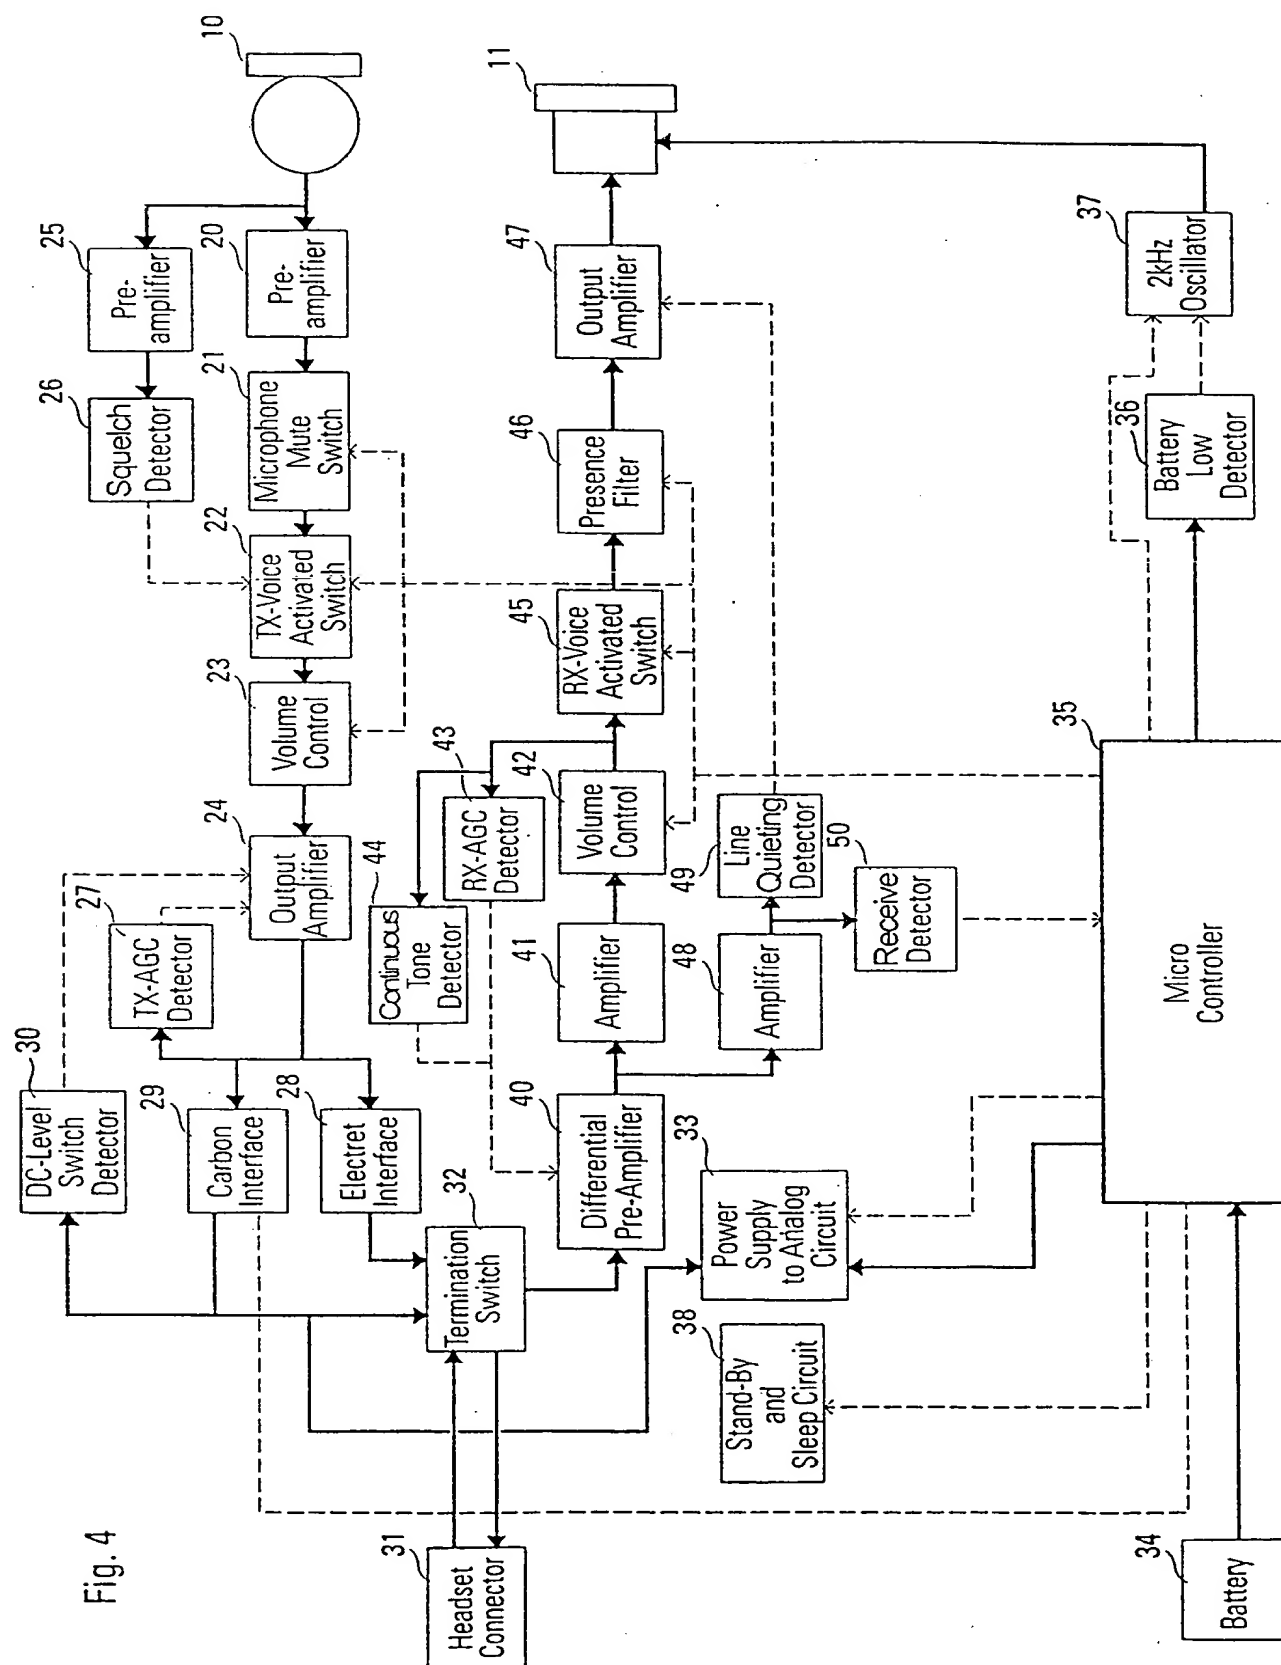 Fig. 4
10
25
Pre-
amplifier
20
Pre-
amplifier
26
Squelch
Detector
21
Microphone
Mute
Switch
22
TX-Voice
Activated
Switch
23
Volume
Control
24
Output
Amplifier
27
TX-AGC
Detector
30
DC-Level
Switch
Detector
29
Carbon
Interface
28
Electret
Interface
32
Termination
Switch
31
Headset
Connector
11
47
Output
Amplifier
46
Presence
Filter
45
RX-Voice
Activated
Switch
43
RX-AGC
Detector
42
Volume
Control
44
Continuous
Tone
Detector
41
Amplifier
40
Differential
Pre-Amplifier
49
Line
Quieting
Detector
48
Amplifier
50
Receive
Detector
33
Power
Supply
to Analog
Circuit
38
Stand-By
and
Sleep Circuit
37
2kHz
Oscillator
36
Battery
Low
Detector
35
Micro
Controller
34
Battery